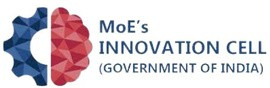 MoE's
INNOVATION CELL
(GOVERNMENT OF INDIA)